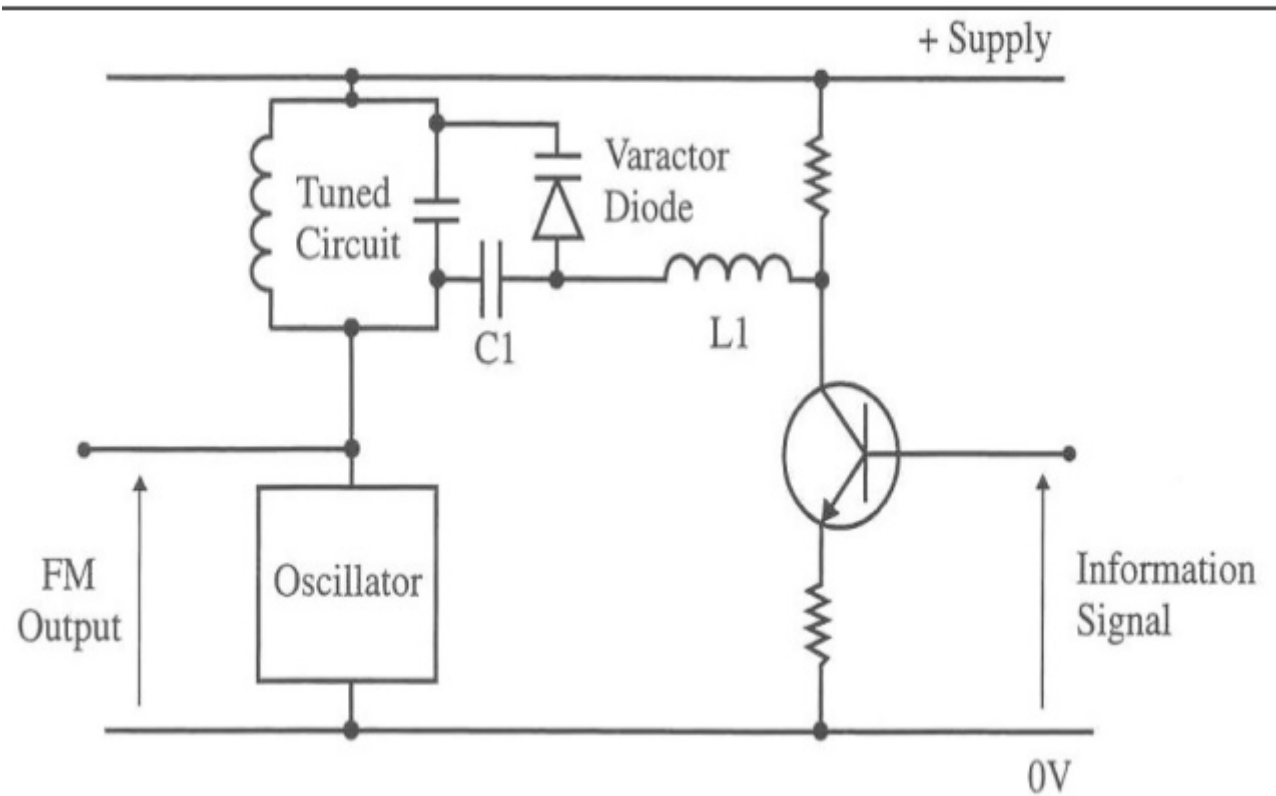 + Supply
Varactor
Diode
Tuned
Circuit
C1
L1
FM
Output
Oscillator
Information
Signal
0V